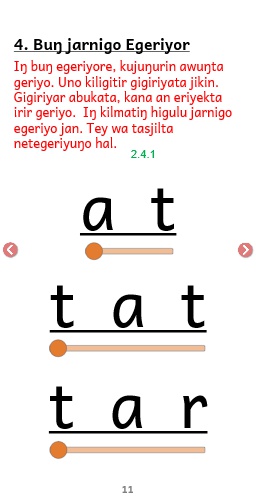 4. Buŋ jarnigo Egeriyor
Iŋ buŋ egeriyore, kujuŋurin awuŋta
geriyo. Uno kiligitir gigiriyata jikin.
Gigiriyar abukata, kana an eriyekta
irir geriyo. Iŋ kilmatiŋ higulu jarnigo
egeriyo jan. Tey wa tasjilta
netegeriyuŋo hal.
2.4.1
a t
t a t
t a r
11